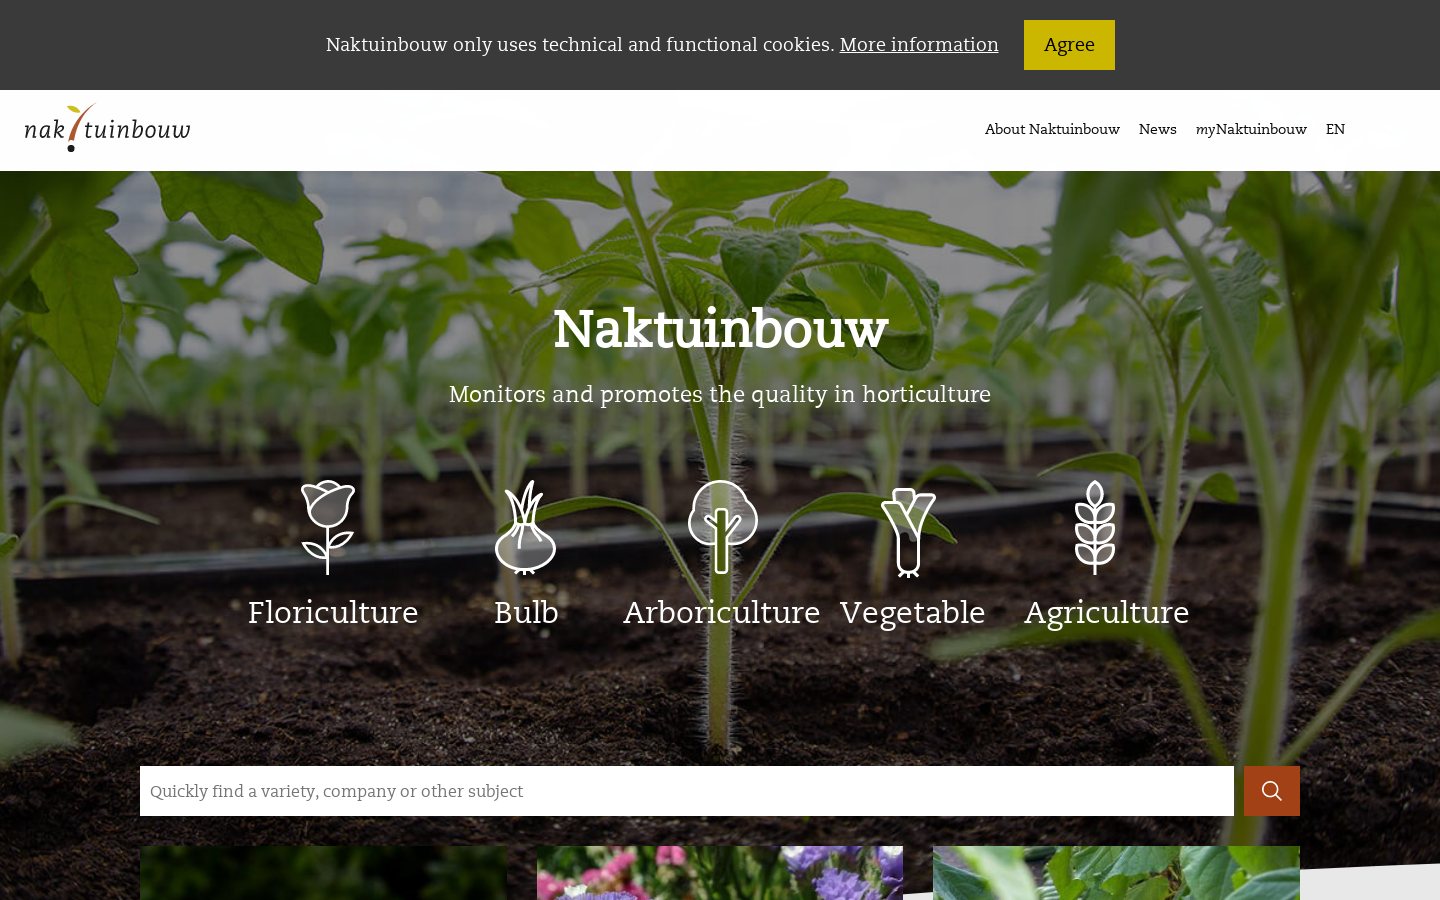 Naktuinbouw only uses technical and functional cookies. More information
Agree
naktuinbouw
About Naktuinbouw
News
myNaktuinbouw
EN
Naktuinbouw
Monitors and promotes the quality in horticulture
Floriculture
Bulb
Arboriculture
Vegetable
Agriculture
Quickly find a variety, company or other subject